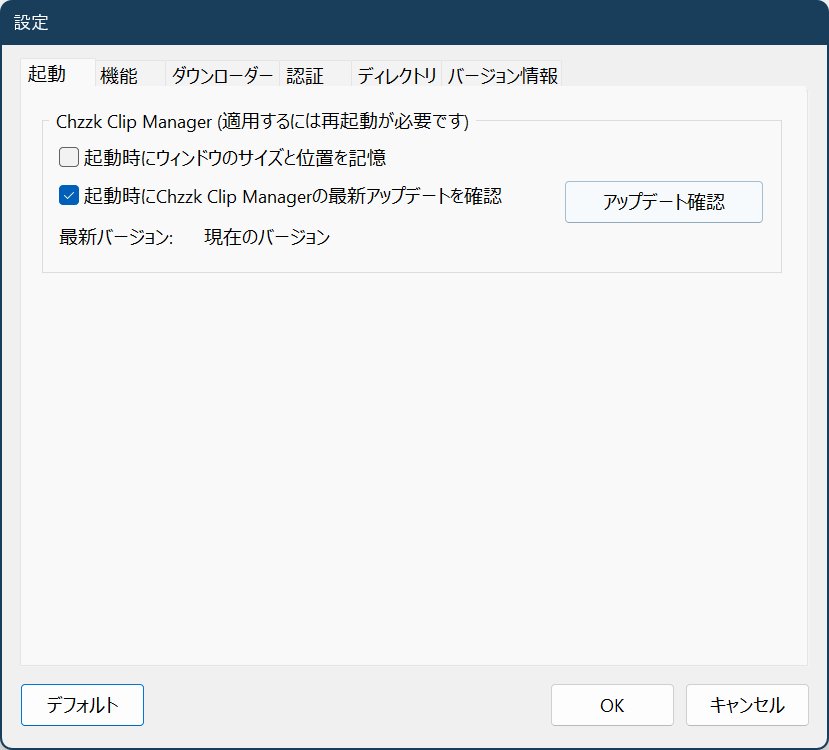 設定
起動 機能 ダウンローダー 認証 ディレクトリ バージョン情報
Chzzk Clip Manager (適用するには再起動が必要です)
起動時にウィンドウのサイズと位置を記憶
起動時にChzzk Clip Managerの最新アップデートを確認
アップデート確認
最新バージョン: 現在のバージョン
デフォルト OK キャンセル